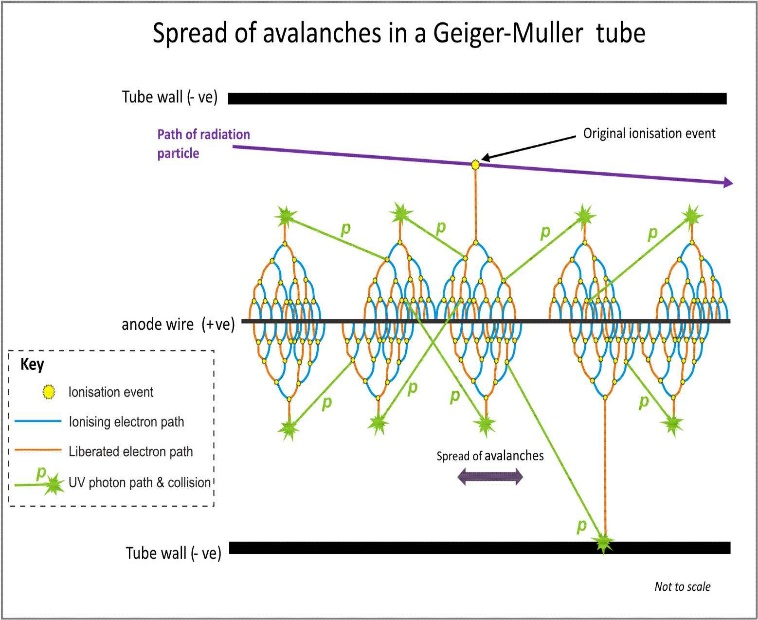 Spread of avalanches in a Geiger-Muller tube
Tube wall (- ve)
Path of radiation
particle
Original ionisation event
p
p
p
p
anode wire (+ve)
Key
Ionisation event
Ionising electron path
Liberated electron path
p
UV photon path & collision
p
p
p
p
Spread of avalanches
p
Tube wall (- ve)
Not to scale